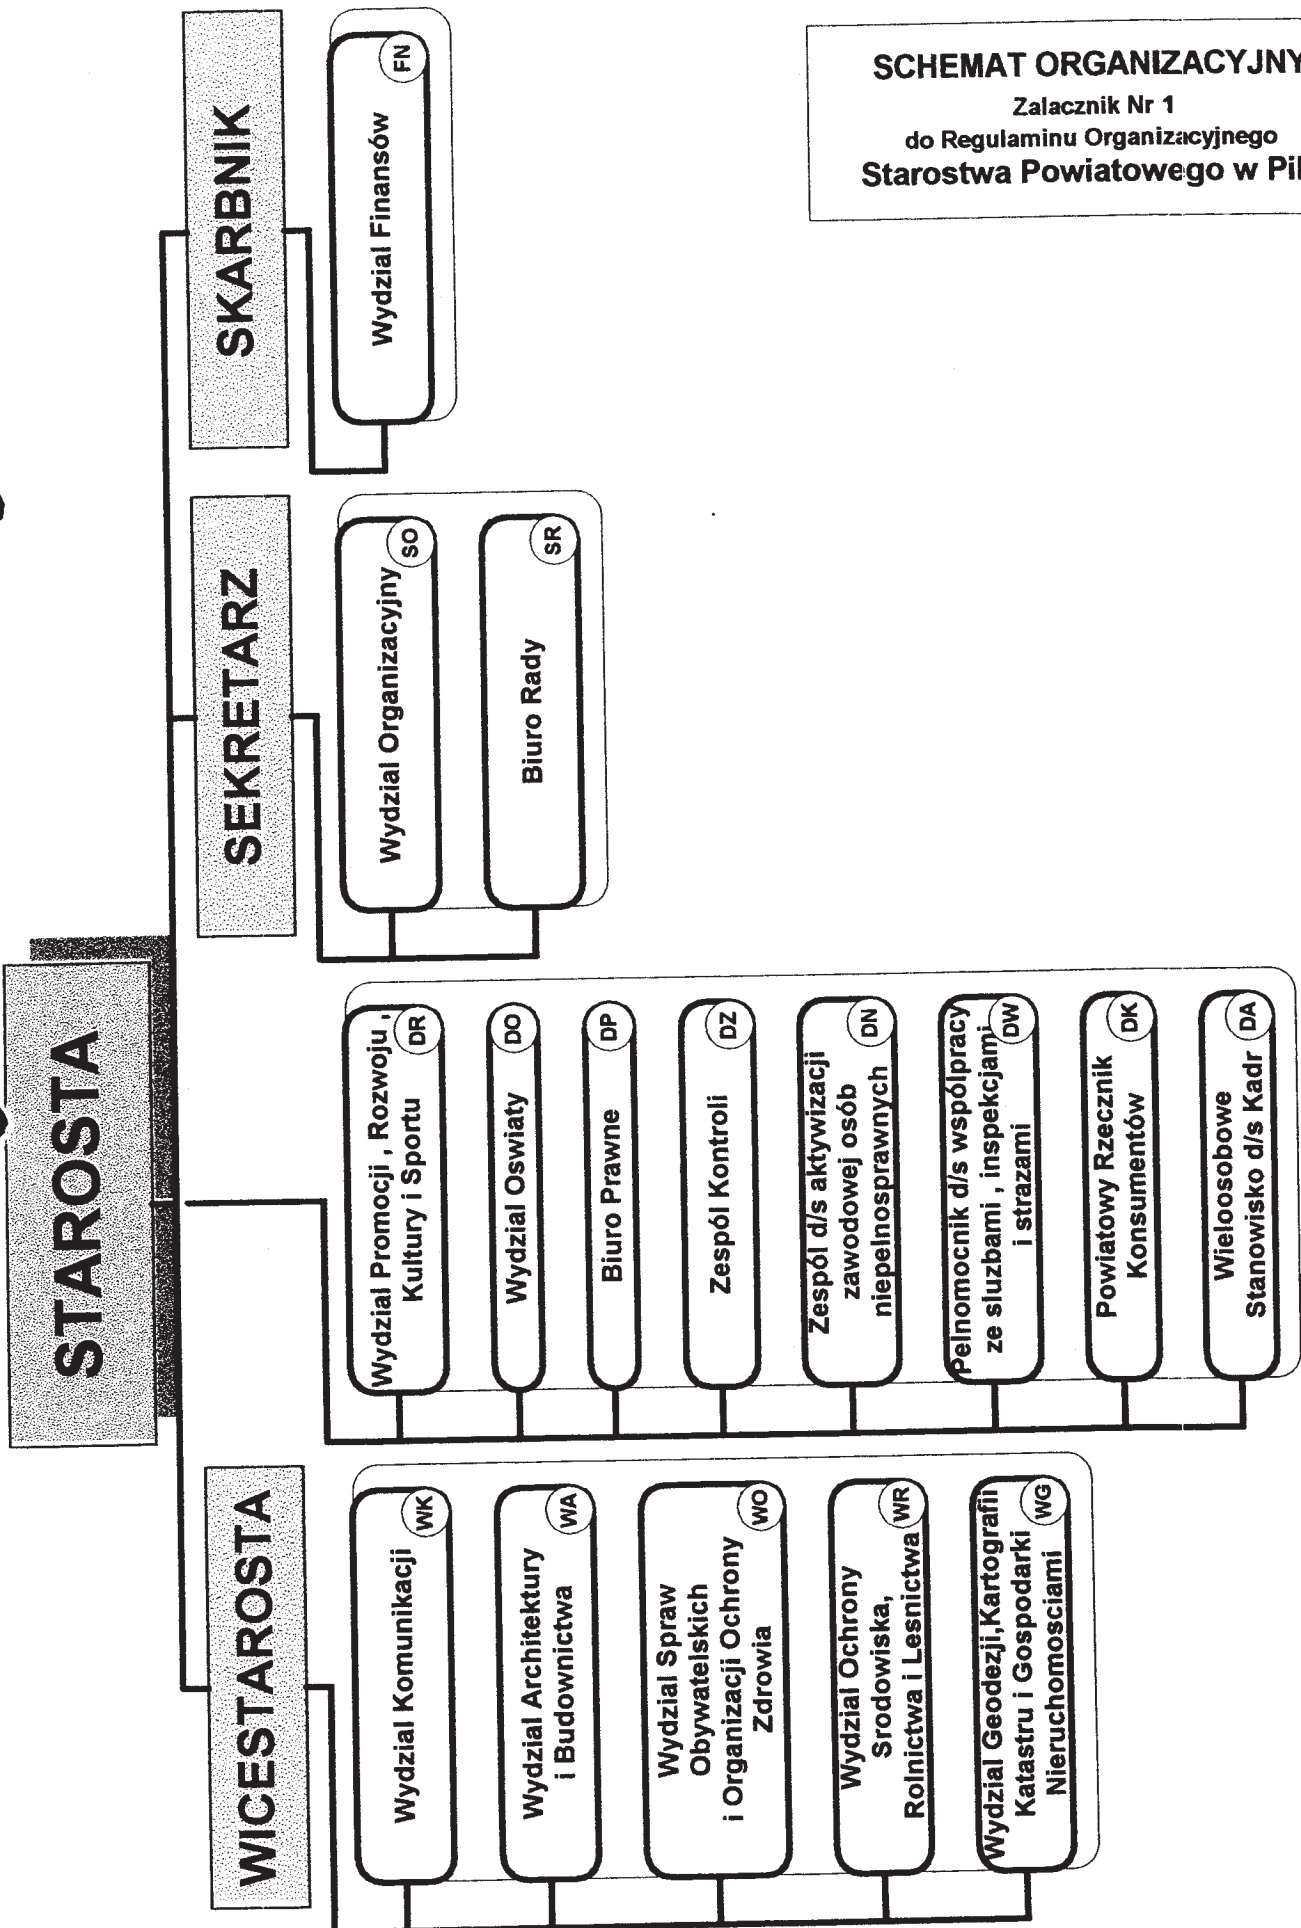 SCHEMAT ORGANIZACYJNY
Zalacznik Nr 1
do Regulaminu Organizacyjnego
Starostwa Powiatowego w
STAROSTA
WICESTAROSTA
Wydzial Komunikacji
WK
Wydzial Architektury
i Budownictwa
WA
Wydzial Spraw
Obywatelskich
i Organizacji Ochrony
Zdrowia
WO
Wydzial Ochrony
Srodowiska,
Rolnictwa i Lesnictwa
WR
Wydzial Geodezji,Kartografii
Katastru i Gospodarki
Nieruchomosciami
WG
Wydzial Promocji , Rozwoju ,
Kultury i Sportu
DR
Wydzial Oswiaty
DO
Biuro Prawne
DP
Zespól Kontroli
DZ
Zespól d/s aktywizacji
zawodowej osób
niepelnosprawnych
DN
Pelnomocnik d/s wspólpracy
ze sluzbami , inspekcjami
i strazami
DW
Powiatowy Rzecznik
Konsumentów
DK
Wieloosobowe
Stanowisko d/s Kadr
DA
SEKRETARZ
Wydzial Organizacyjny
SO
Biuro Rady
SR
SKARBNIK
Wydzial Finansów
FN